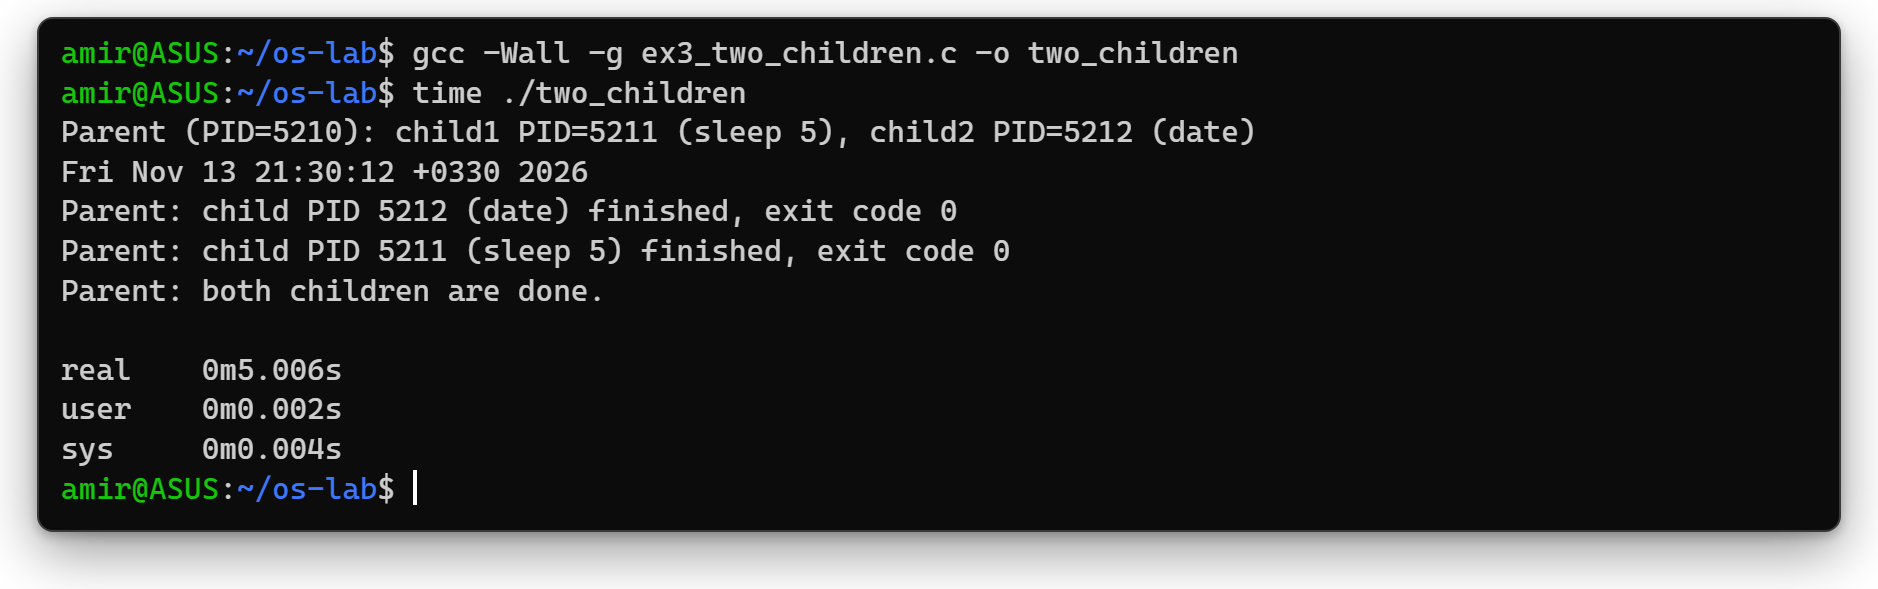 amir@ASUS:~/os-lab$ gcc -Wall -g ex3_two_children.c -o two_children
amir@ASUS:~/os-lab$ time ./two_children
Parent (PID=5210): child1 PID=5211 (sleep 5), child2 PID=5212 (date)
Fri Nov 13 21:30:12 +0330 2026
Parent: child PID 5212 (date) finished, exit code 0
Parent: child PID 5211 (sleep 5) finished, exit code 0
Parent: both children are done.

real    0m5.006s
user    0m0.002s
sys     0m0.004s
amir@ASUS:~/os-lab$